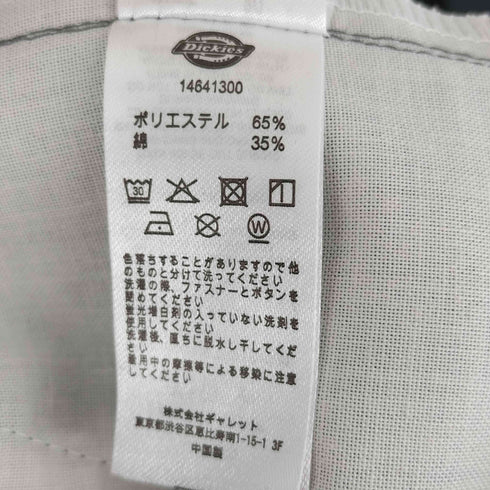 Dickies
14641300
ポリエステル 65%
綿 35%
30
W
色落ちすることがありますので他
のものと分けて洗ってください
洗濯の際、ファスナーとボタンを
閉めてください
蛍光増白剤の入っていない洗剤を
使用してください
洗濯後、直ちに脱水し干してくだ
さい
着用中の摩擦等による移染に注意
してください
株式会社ギャレット
東京都渋谷区恵比寿南1-15-1 3F
中国製